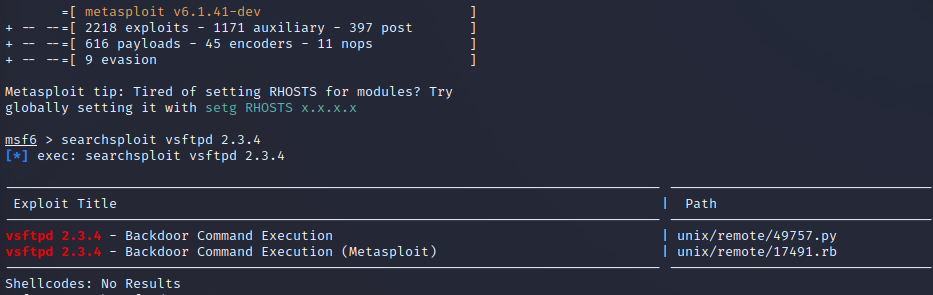 =[ metasploit v6.1.41-dev ]
+ -- --=[ 2218 exploits - 1171 auxiliary - 397 post ]
+ -- --=[ 616 payloads - 45 encoders - 11 nops ]
+ -- --=[ 9 evasion ]
Metasploit tip: Tired of setting RHOSTS for modules? Try
globally setting it with setg RHOSTS x.x.x.x
msf6 > searchsploit vsftpd 2.3.4
[*] exec: searchsploit vsftpd 2.3.4
Exploit Title | Path
vsftpd 2.3.4 - Backdoor Command Execution | unix/remote/49757.py
vsftpd 2.3.4 - Backdoor Command Execution (Metasploit) | unix/remote/17491.rb
Shellcodes: No Results